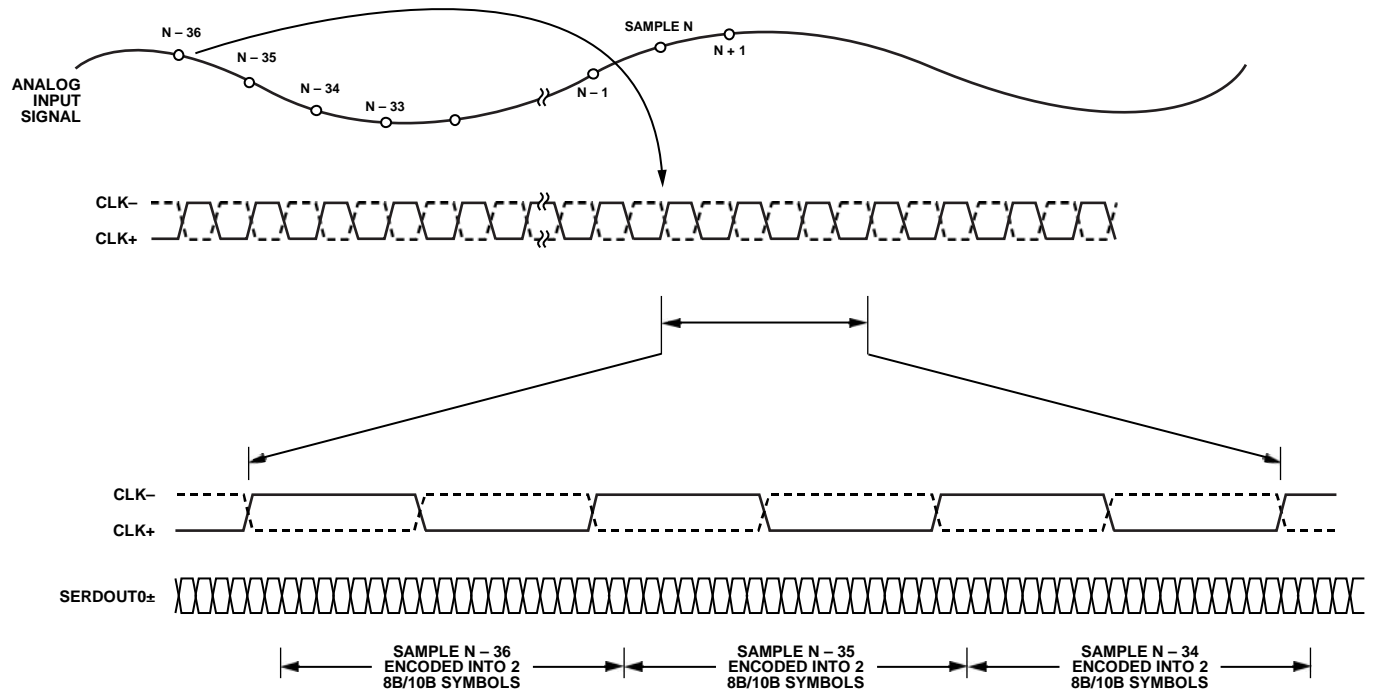 N – 36
N – 35
N – 34
N – 33
N – 1
SAMPLE N
N + 1
ANALOG
INPUT
SIGNAL
CLK–
CLK+
CLK–
CLK+
SERDOUT0±
SAMPLE N – 36
ENCODED INTO 2
8B/10B SYMBOLS
SAMPLE N – 35
ENCODED INTO 2
8B/10B SYMBOLS
SAMPLE N – 34
ENCODED INTO 2
8B/10B SYMBOLS